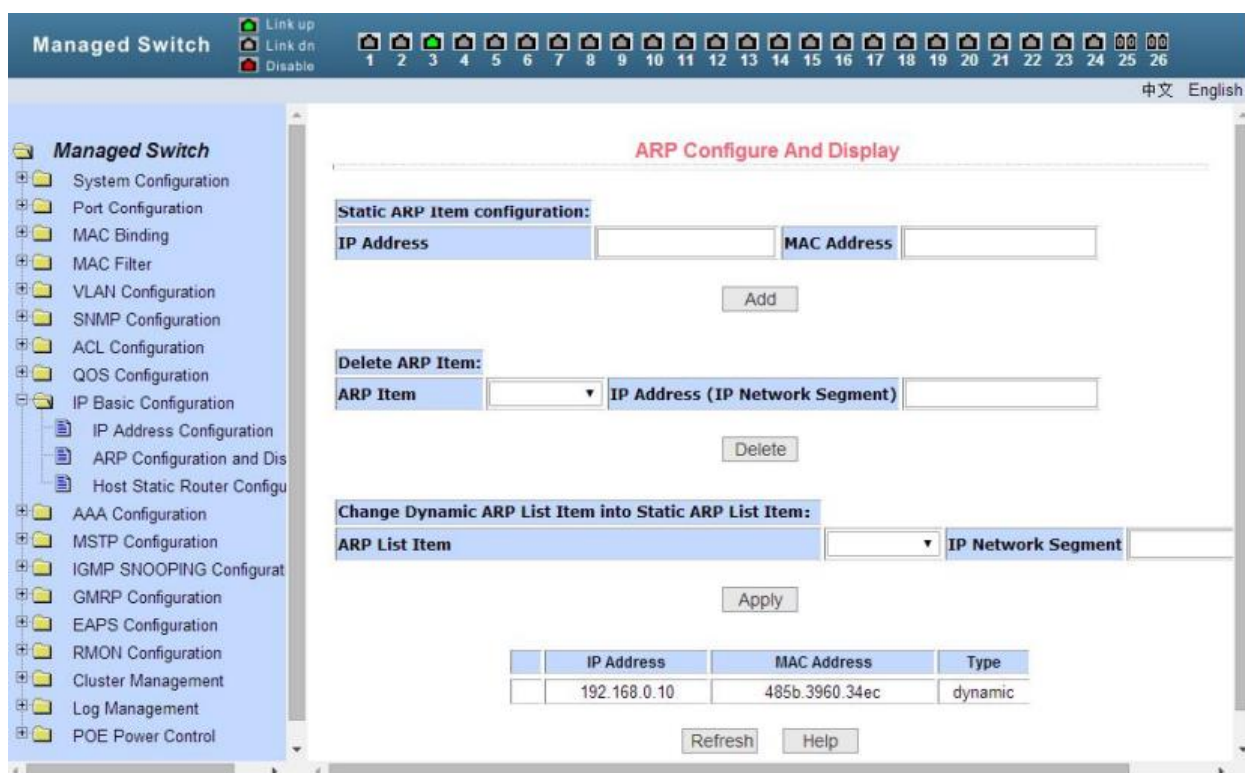 Managed Switch
Link up
Link dn
Disable
1 2 3 4 5 6 7 8 9 10 11 12 13 14 15 16 17 18 19 20 21 22 23 24 25 26
中文 English
Managed Switch
System Configuration
Port Configuration
MAC Binding
MAC Filter
VLAN Configuration
SNMP Configuration
ACL Configuration
QOS Configuration
IP Basic Configuration
IP Address Configuration
ARP Configuration and Dis
Host Static Router Configu
AAA Configuration
MSTP Configuration
IGMP SNOOPING Configurat
GMRP Configuration
EAPS Configuration
RMON Configuration
Cluster Management
Log Management
POE Power Control
ARP Configure And Display
Static ARP Item configuration:
IP Address MAC Address
Add
Delete ARP Item:
ARP Item IP Address (IP Network Segment)
Delete
Change Dynamic ARP List Item into Static ARP List Item:
ARP List Item IP Network Segment
Apply
IP Address MAC Address Type
192.168.0.10 485b.3960.34ec dynamic
Refresh Help